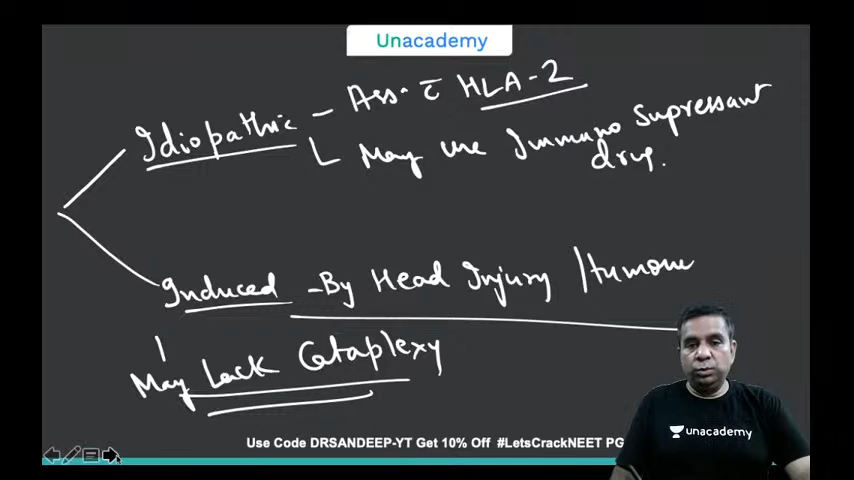 Unacademy
Idiopathic - Ass. c̄ HLA-2
L May use Immuno Supressant
drug.
Induced - By Head Injury / tumour
May Lack Cataplexy
unacademy
Use Code DRSANDEEP-YT Get 10% Off #LetsCrackNEET PG